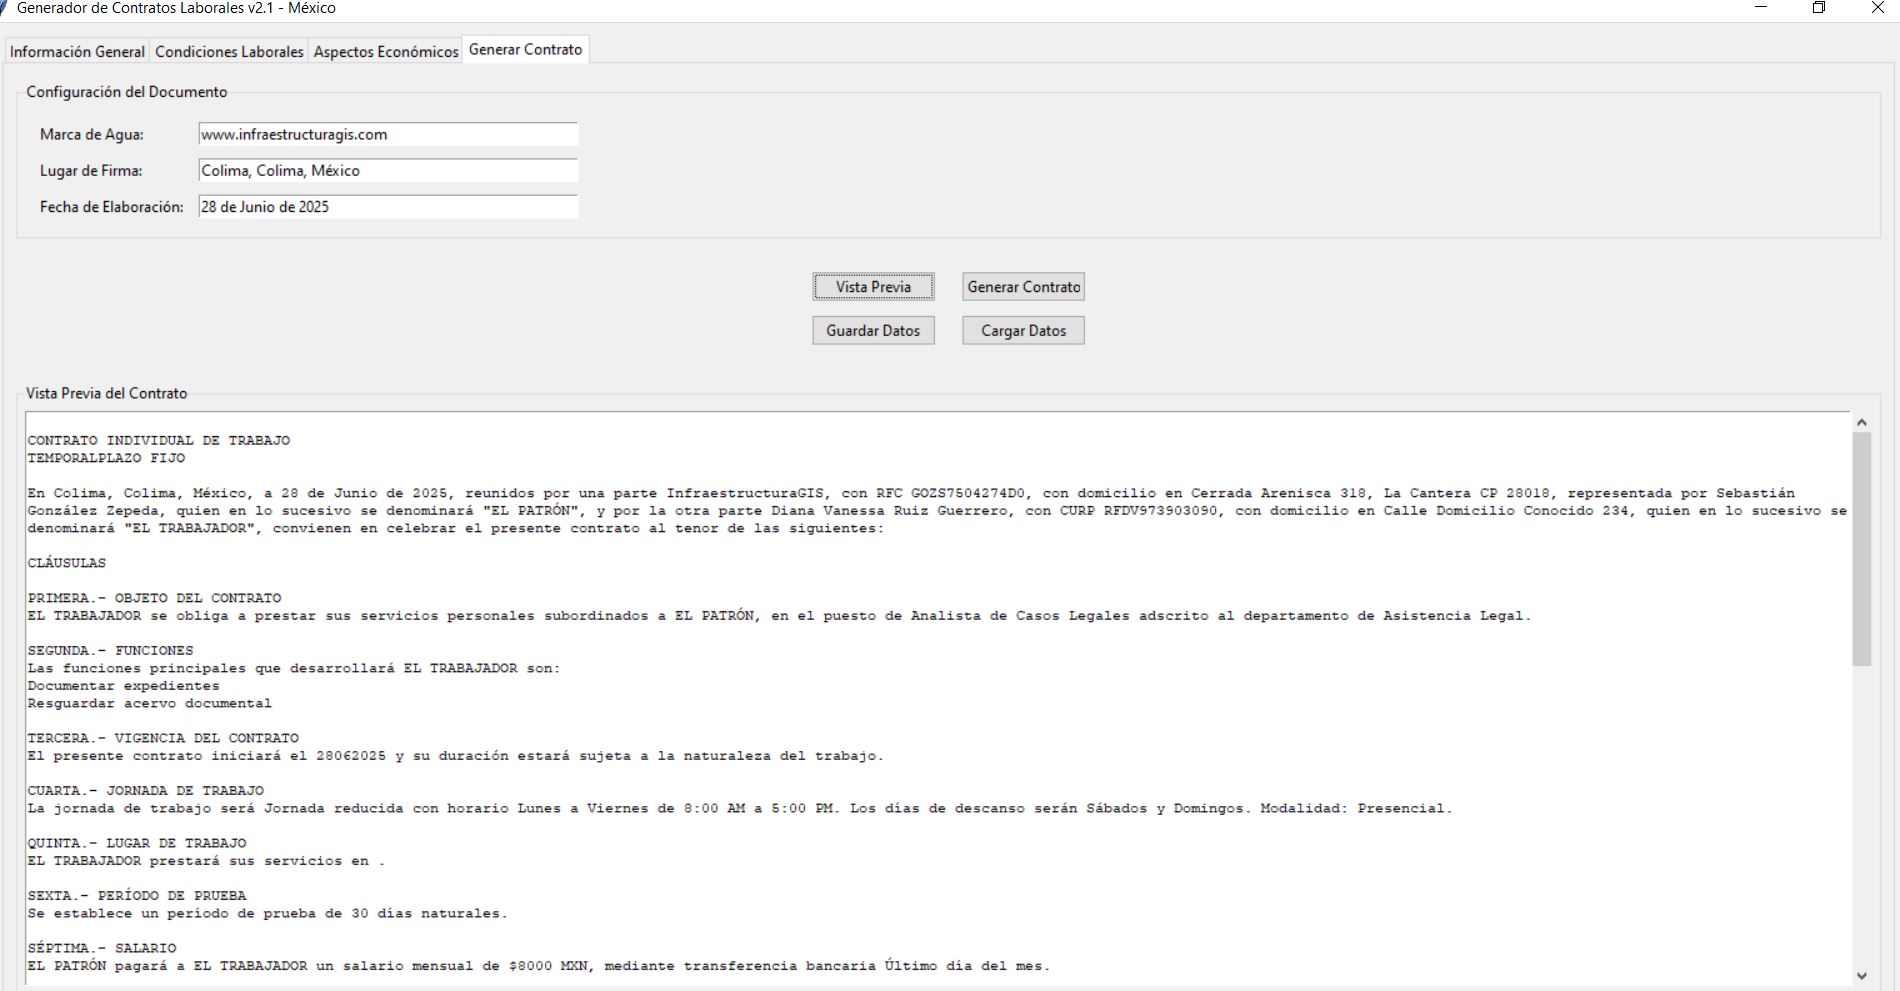 Generador de Contratos Laborales v2.1 - México
Información General Condiciones Laborales Aspectos Económicos Generar Contrato
Configuración del Documento
Marca de Agua: www.infraestructuragis.com
Lugar de Firma: Colima, Colima, México
Fecha de Elaboración: 28 de Junio de 2025
Vista Previa Generar Contrato
Guardar Datos Cargar Datos
Vista Previa del Contrato
CONTRATO INDIVIDUAL DE TRABAJO
TEMPORALPLAZO FIJO
En Colima, Colima, México, a 28 de Junio de 2025, reunidos por una parte InfraestructuraGIS, con RFC GOZS7504274D0, con domicilio en Cerrada Arenisca 318, La Cantera CP 28018, representada por Sebastián
González Zepeda, quien en lo sucesivo se denominará "EL PATRÓN", y por la otra parte Diana Vanessa Ruiz Guerrero, con CURP RFDV973903090, con domicilio en Calle Domicilio Conocido 234, quien en lo sucesivo se
denominará "EL TRABAJADOR", convienen en celebrar el presente contrato al tenor de las siguientes:
CLÁUSULAS
PRIMERA.- OBJETO DEL CONTRATO
EL TRABAJADOR se obliga a prestar sus servicios personales subordinados a EL PATRÓN, en el puesto de Analista de Casos Legales adscrito al departamento de Asistencia Legal.
SEGUNDA.- FUNCIONES
Las funciones principales que desarrollará EL TRABAJADOR son:
Documentar expedientes
Resguardar acervo documental
TERCERA.- VIGENCIA DEL CONTRATO
El presente contrato iniciará el 28062025 y su duración estará sujeta a la naturaleza del trabajo.
CUARTA.- JORNADA DE TRABAJO
La jornada de trabajo será Jornada reducida con horario Lunes a Viernes de 8:00 AM a 5:00 PM. Los días de descanso serán Sábados y Domingos. Modalidad: Presencial.
QUINTA.- LUGAR DE TRABAJO
EL TRABAJADOR prestará sus servicios en .
SEXTA.- PERÍODO DE PRUEBA
Se establece un período de prueba de 30 días naturales.
SÉPTIMA.- SALARIO
EL PATRÓN pagará a EL TRABAJADOR un salario mensual de $8000 MXN, mediante transferencia bancaria Último día del mes.